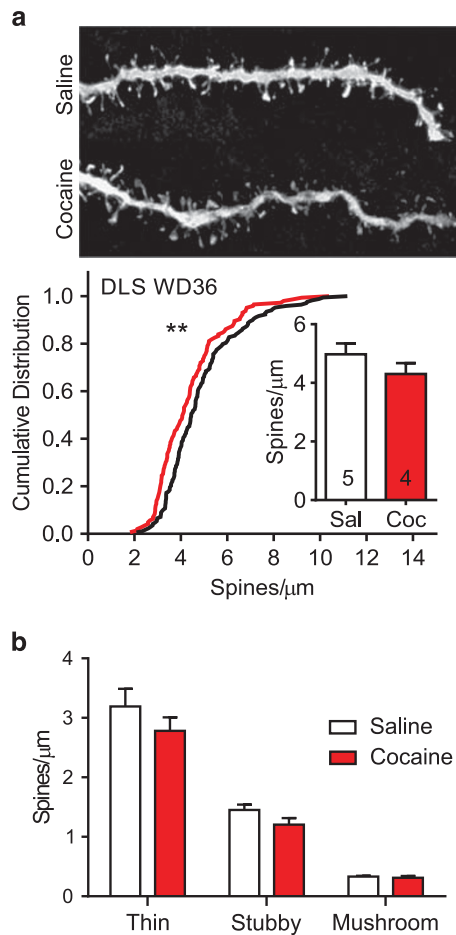 a
Saline
Cocaine
DLS WD36
**
Cumulative Distribution
1.0
0.8
0.6
0.4
0.2
0.0
0 2 4 6 8 10 12 14
Spines/μm
Spines/μm
6
4
2
0
5 4
Sal Coc
b
Spines/μm
4
3
2
1
0
Saline
Cocaine
Thin Stubby Mushroom